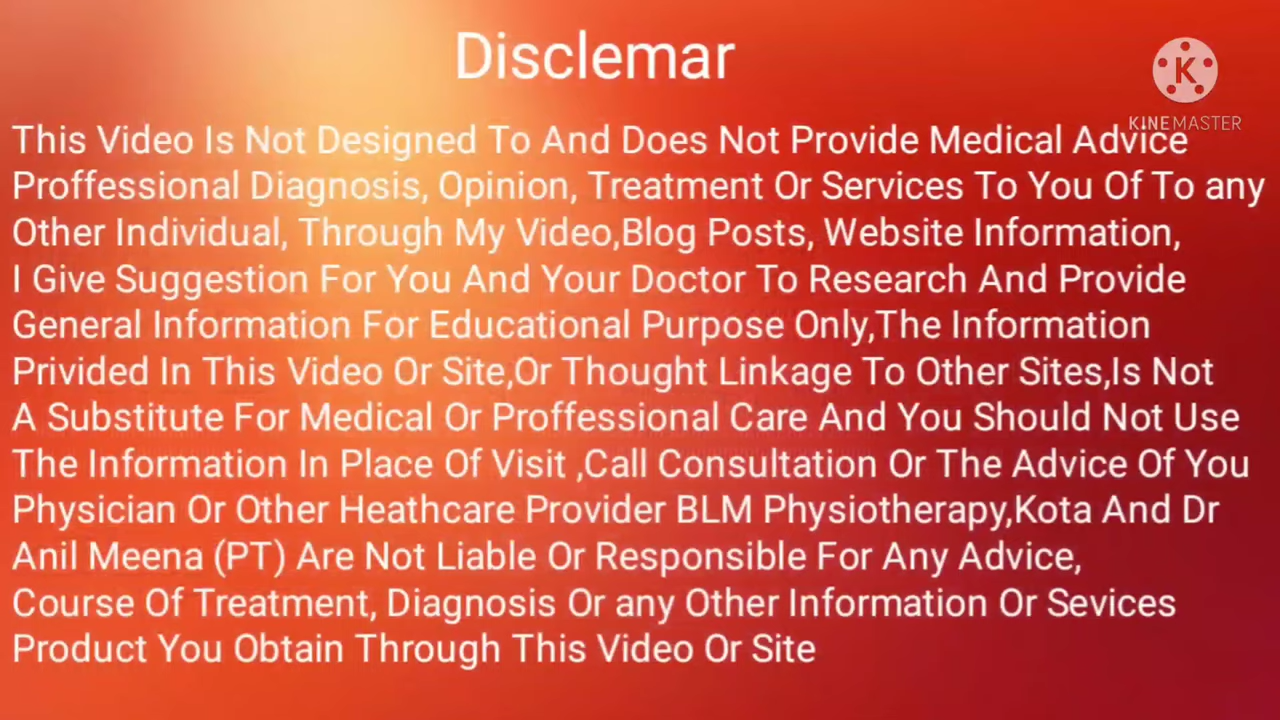 Disclemar
K
KINEMASTER
This Video Is Not Designed To And Does Not Provide Medical Advice
Proffessional Diagnosis, Opinion, Treatment Or Services To You Of To any
Other Individual, Through My Video,Blog Posts, Website Information,
I Give Suggestion For You And Your Doctor To Research And Provide
General Information For Educational Purpose Only,The Information
Privided In This Video Or Site,Or Thought Linkage To Other Sites,Is Not
A Substitute For Medical Or Proffessional Care And You Should Not Use
The Information In Place Of Visit ,Call Consultation Or The Advice Of You
Physician Or Other Heathcare Provider BLM Physiotherapy,Kota And Dr
Anil Meena (PT) Are Not Liable Or Responsible For Any Advice,
Course Of Treatment, Diagnosis Or any Other Information Or Sevices
Product You Obtain Through This Video Or Site